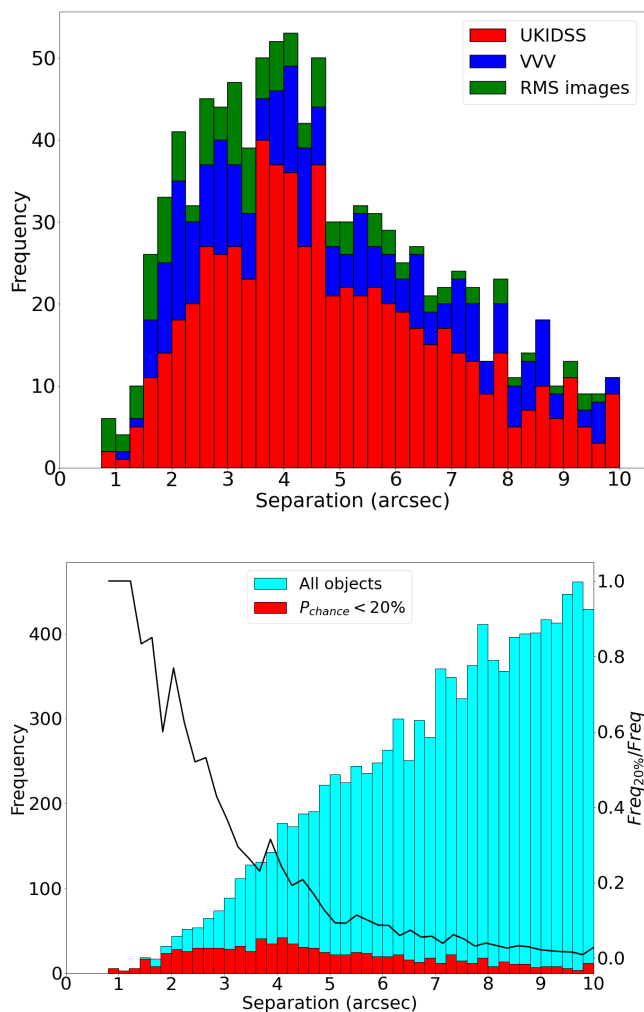 50
40
30
20
10
0
Frequency
UKIDSS
VVV
RMS images
0 1 2 3 4 5 6 7 8 9 10
Separation (arcsec)
400
300
200
100
0
Frequency
All objects
P_chance < 20%
1.0
0.8
0.6
0.4
0.2
0.0
Freq_20%/Freq
0 1 2 3 4 5 6 7 8 9 10
Separation (arcsec)